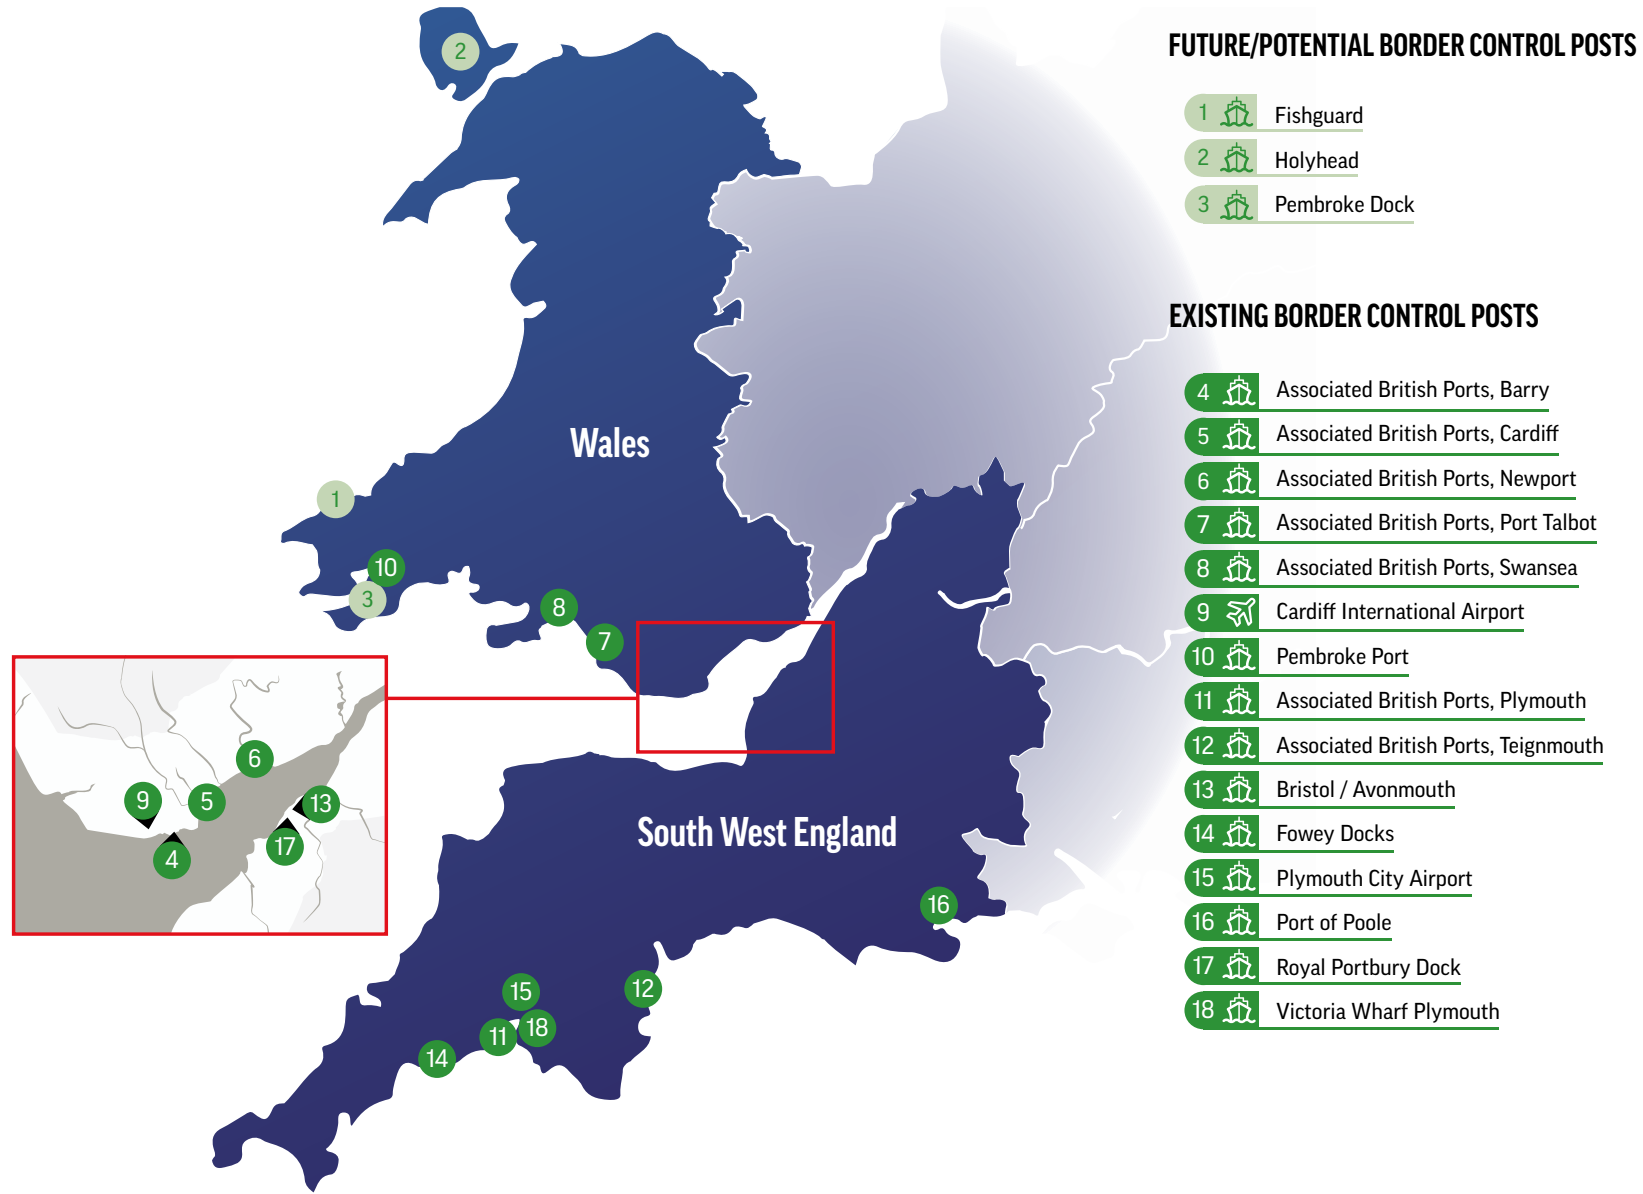 FUTURE/POTENTIAL BORDER CONTROL POSTS
1 Fishguard
2 Holyhead
3 Pembroke Dock
EXISTING BORDER CONTROL POSTS
4 Associated British Ports, Barry
5 Associated British Ports, Cardiff
6 Associated British Ports, Newport
7 Associated British Ports, Port Talbot
8 Associated British Ports, Swansea
9 Cardiff International Airport
10 Pembroke Port
11 Associated British Ports, Plymouth
12 Associated British Ports, Teignmouth
13 Bristol / Avonmouth
14 Fowey Docks
15 Plymouth City Airport
16 Port of Poole
17 Royal Portbury Dock
18 Victoria Wharf Plymouth
2
Wales
1
10
3
8
7
6
9
5
13
17
4
South West England
16
12
15
18
11
14